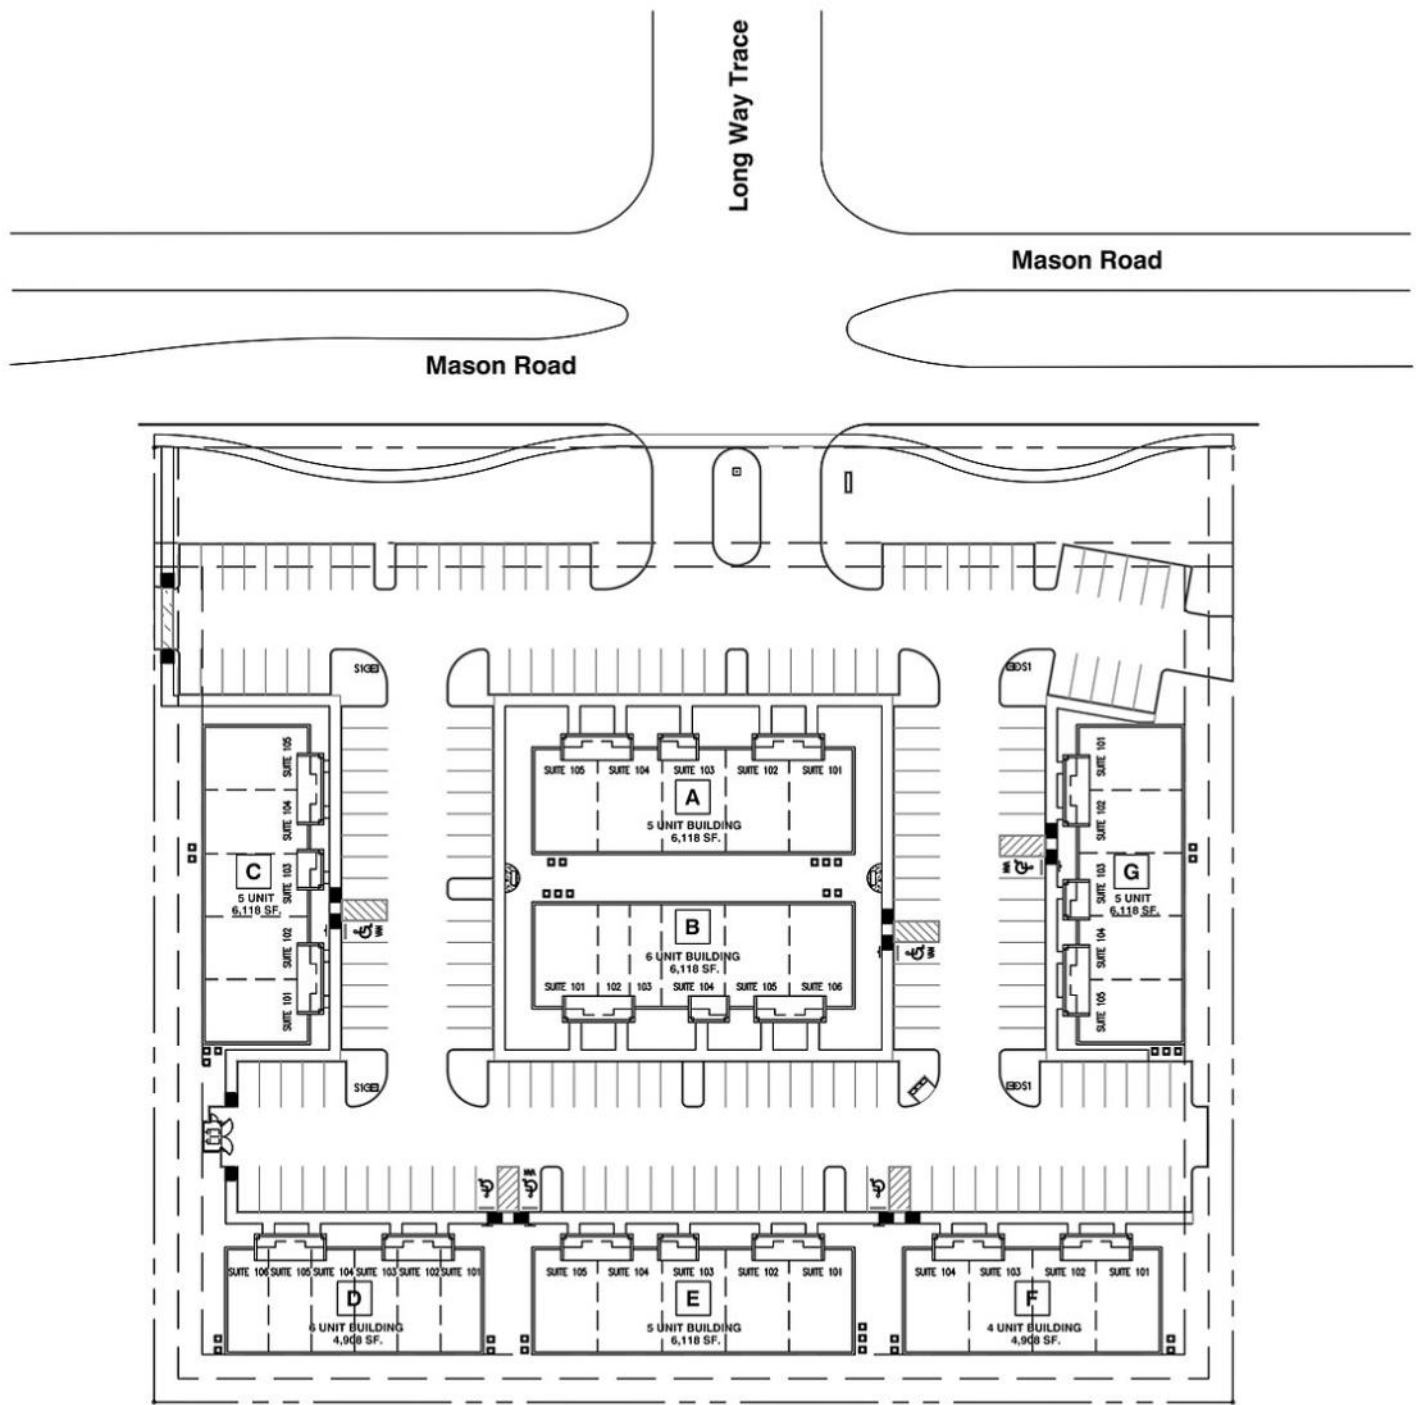 Long Way Trace
Mason Road
Mason Road
S1
S1
SUITE 105
SUITE 104
SUITE 103
SUITE 102
SUITE 101
A
5 UNIT BUILDING
6,118 SF.
SUITE 105
SUITE 104
SUITE 103
SUITE 102
SUITE 101
C
5 UNIT
6,118 SF.
SUITE 101
SUITE 102
SUITE 103
SUITE 104
SUITE 105
G
5 UNIT
6,118 SF.
B
6 UNIT BUILDING
6,118 SF.
SUITE 101 102 103 SUITE 104 SUITE 105 SUITE 106
S1
S1
SUITE 106 SUITE 105 SUITE 104 SUITE 103 SUITE 102 SUITE 101
D
6 UNIT BUILDING
4,908 SF.
SUITE 105 SUITE 104 SUITE 103 SUITE 102 SUITE 101
E
5 UNIT BUILDING
6,118 SF.
SUITE 104 SUITE 103 SUITE 102 SUITE 101
F
4 UNIT BUILDING
4,908 SF.